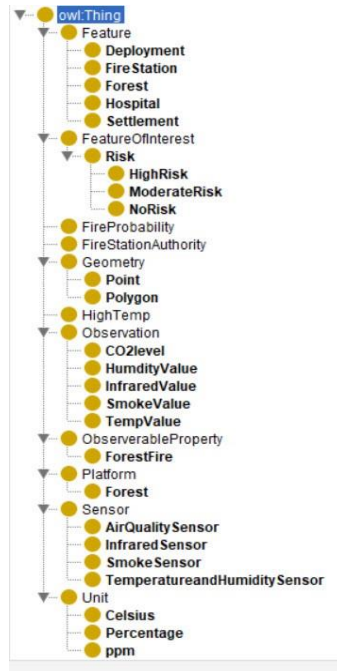 owl:Thing
Feature
Deployment
FireStation
Forest
Hospital
Settlement
FeatureOfInterest
Risk
HighRisk
ModerateRisk
NoRisk
FireProbability
FireStationAuthority
Geometry
Point
Polygon
HighTemp
Observation
CO2level
HumdityValue
InfraredValue
SmokeValue
TempValue
ObserverableProperty
ForestFire
Platform
Forest
Sensor
AirQualitySensor
InfraredSensor
SmokeSensor
TemperatureandHumiditySensor
Unit
Celsius
Percentage
ppm